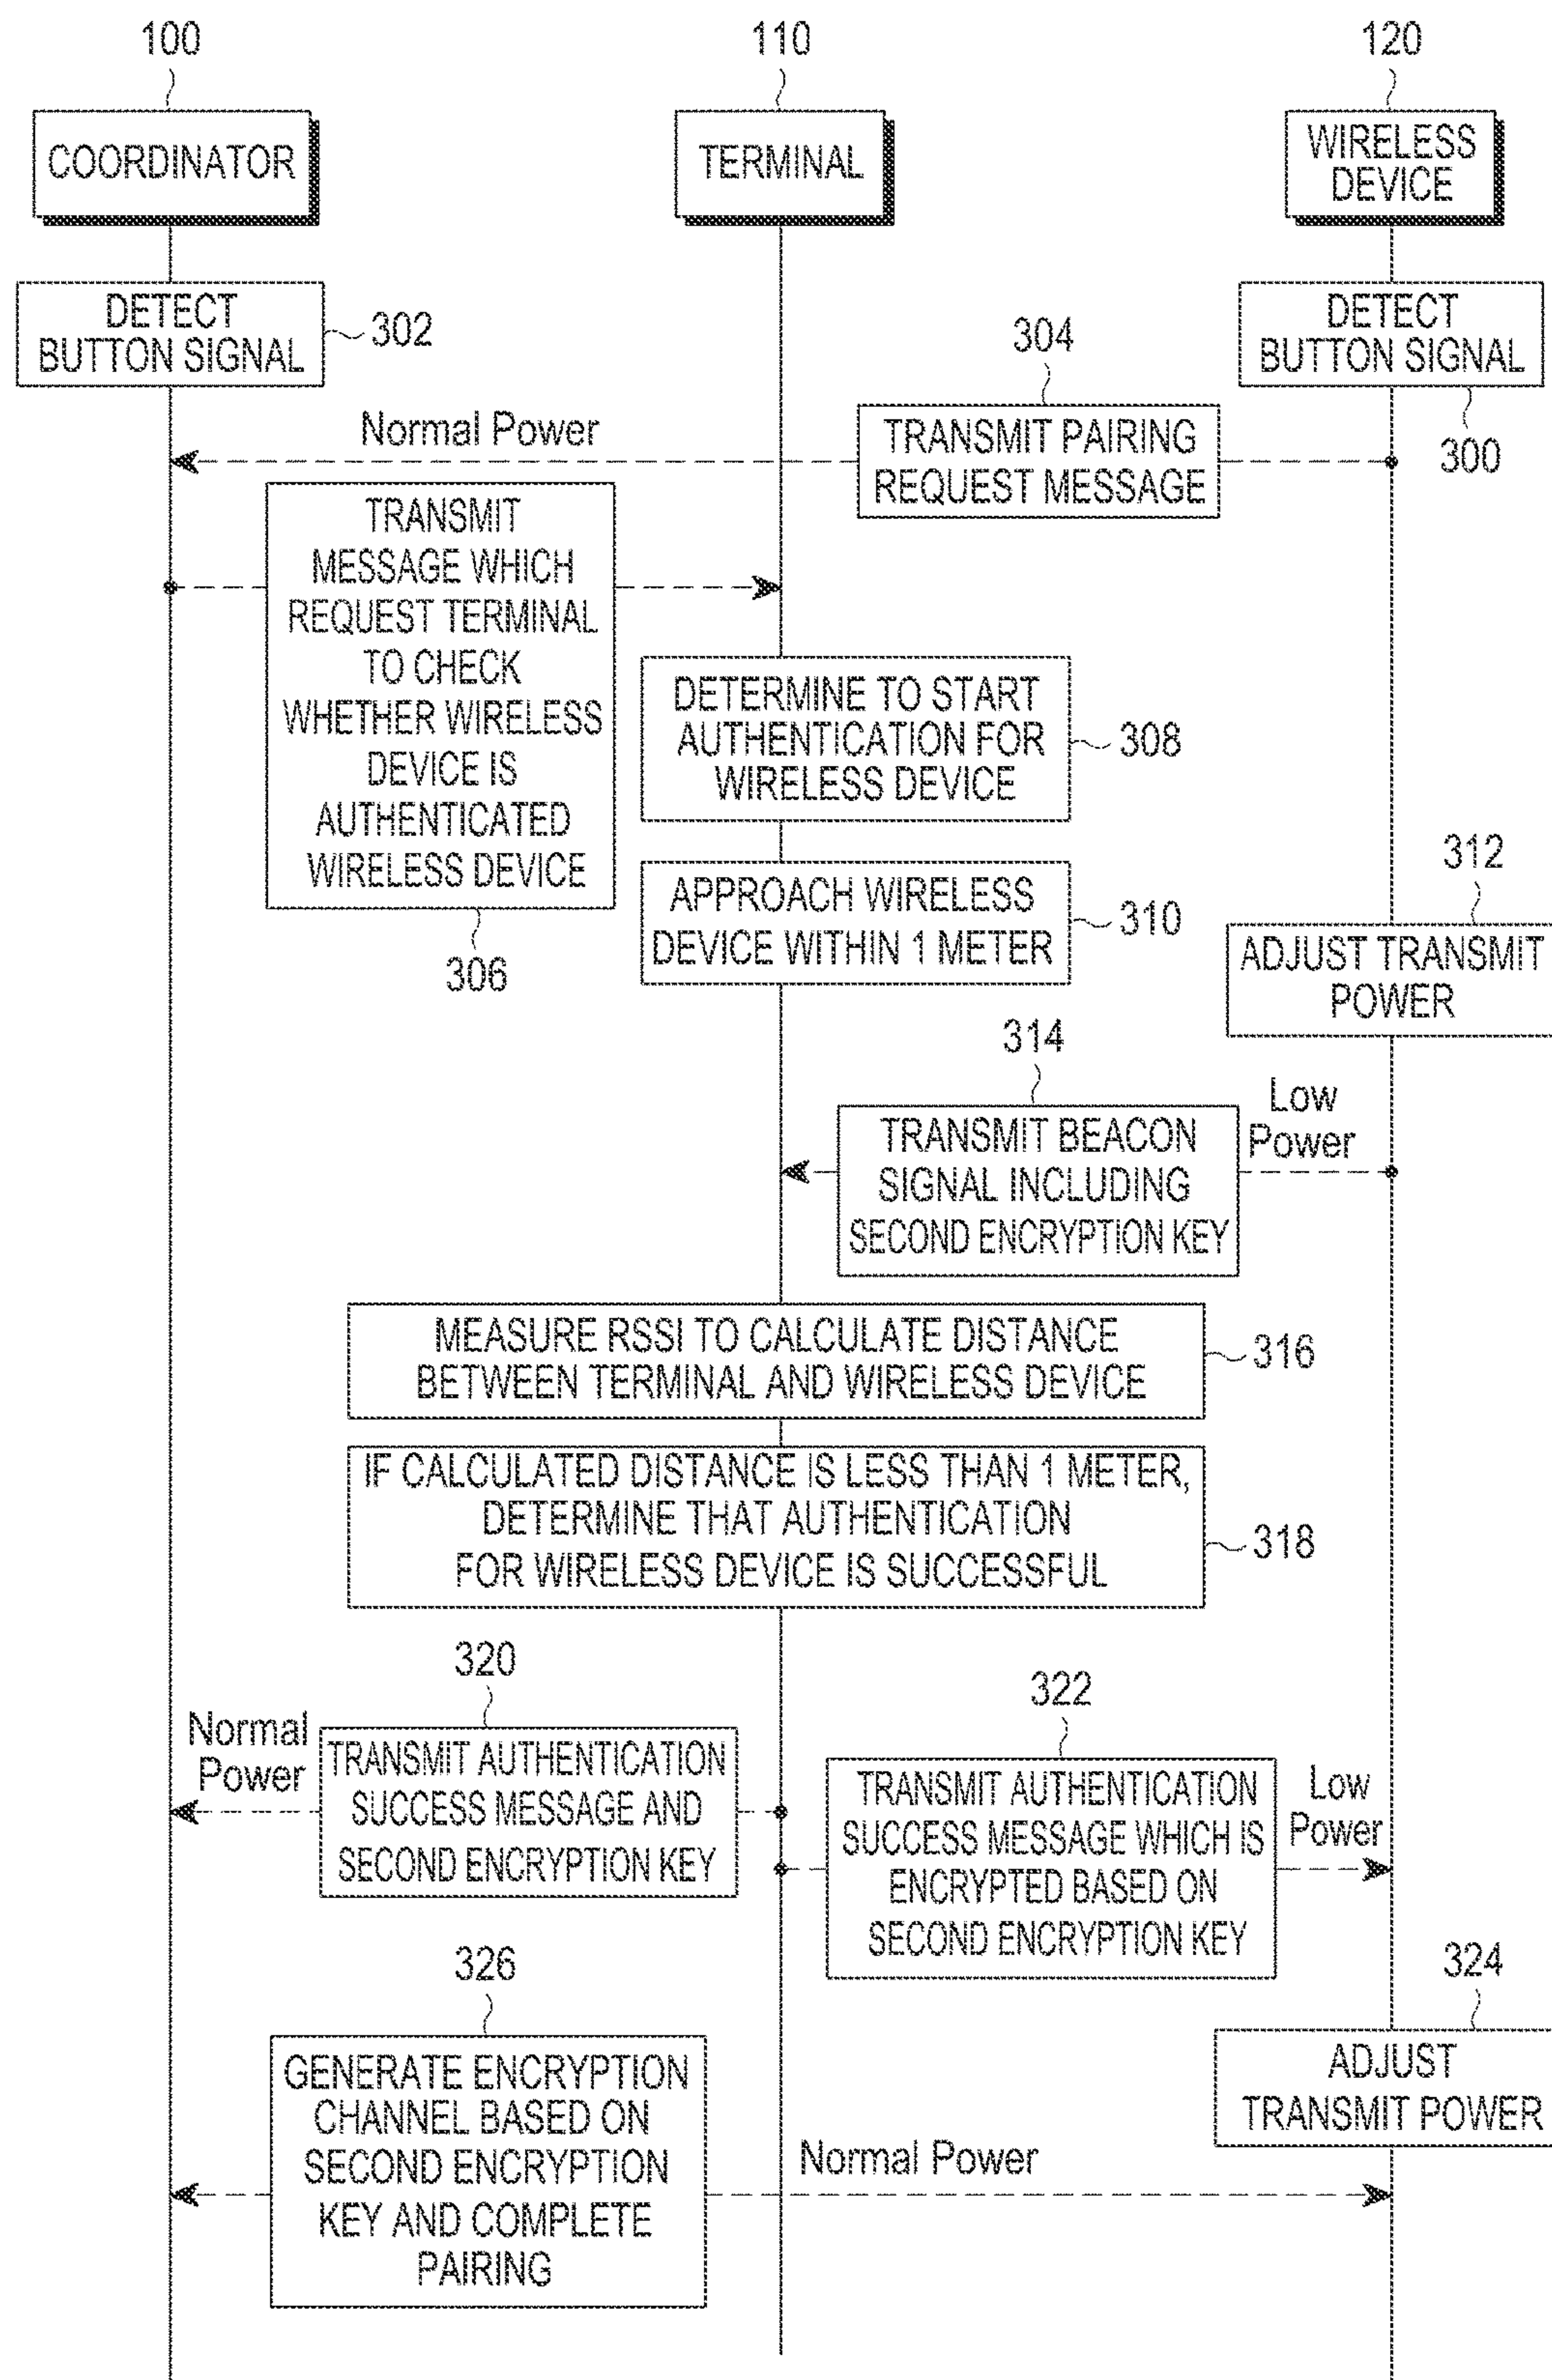 100
110
120
COORDINATOR
TERMINAL
WIRELESS
DEVICE
DETECT
BUTTON SIGNAL
302
304
DETECT
BUTTON SIGNAL
300
Normal Power
TRANSMIT PAIRING
REQUEST MESSAGE
TRANSMIT
MESSAGE WHICH
REQUEST TERMINAL
TO CHECK
WHETHER WIRELESS
DEVICE IS
AUTHENTICATED
WIRELESS DEVICE
306
DETERMINE TO START
AUTHENTICATION FOR
WIRELESS DEVICE
308
APPROACH WIRELESS
DEVICE WITHIN 1 METER
310
312
ADJUST TRANSMIT
POWER
314
TRANSMIT BEACON
SIGNAL INCLUDING
SECOND ENCRYPTION KEY
Low
Power
MEASURE RSSI TO CALCULATE DISTANCE
BETWEEN TERMINAL AND WIRELESS DEVICE
316
IF CALCULATED DISTANCE IS LESS THAN 1 METER,
DETERMINE THAT AUTHENTICATION
FOR WIRELESS DEVICE IS SUCCESSFUL
318
320
Normal
Power
TRANSMIT AUTHENTICATION
SUCCESS MESSAGE AND
SECOND ENCRYPTION KEY
322
TRANSMIT AUTHENTICATION
SUCCESS MESSAGE WHICH IS
ENCRYPTED BASED ON
SECOND ENCRYPTION KEY
Low
Power
324
ADJUST
TRANSMIT POWER
326
GENERATE ENCRYPTION
CHANNEL BASED ON
SECOND ENCRYPTION
KEY AND COMPLETE
PAIRING
Normal Power